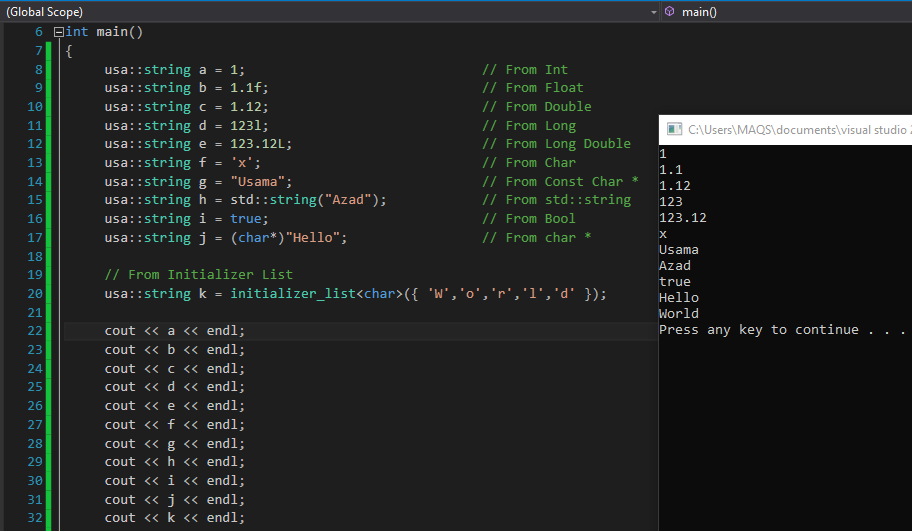 (Global Scope) main()
6 int main()
7 {
8 usa::string a = 1; // From Int
9 usa::string b = 1.1f; // From Float
10 usa::string c = 1.12; // From Double
11 usa::string d = 123l; // From Long
12 usa::string e = 123.12L; // From Long Double
13 usa::string f = 'x'; // From Char
14 usa::string g = "Usama"; // From Const Char *
15 usa::string h = std::string("Azad"); // From std::string
16 usa::string i = true; // From Bool
17 usa::string j = (char*)"Hello"; // From char *
18
19 // From Initializer List
20 usa::string k = initializer_list<char>({ 'W','o','r','l','d' });
21
22 cout << a << endl;
23 cout << b << endl;
24 cout << c << endl;
25 cout << d << endl;
26 cout << e << endl;
27 cout << f << endl;
28 cout << g << endl;
29 cout << h << endl;
30 cout << i << endl;
31 cout << j << endl;
32 cout << k << endl;
C:\Users\MAQS\documents\visual studio 2
1
1.1
1.12
123
123.12
x
Usama
Azad
true
Hello
World
Press any key to continue . . .